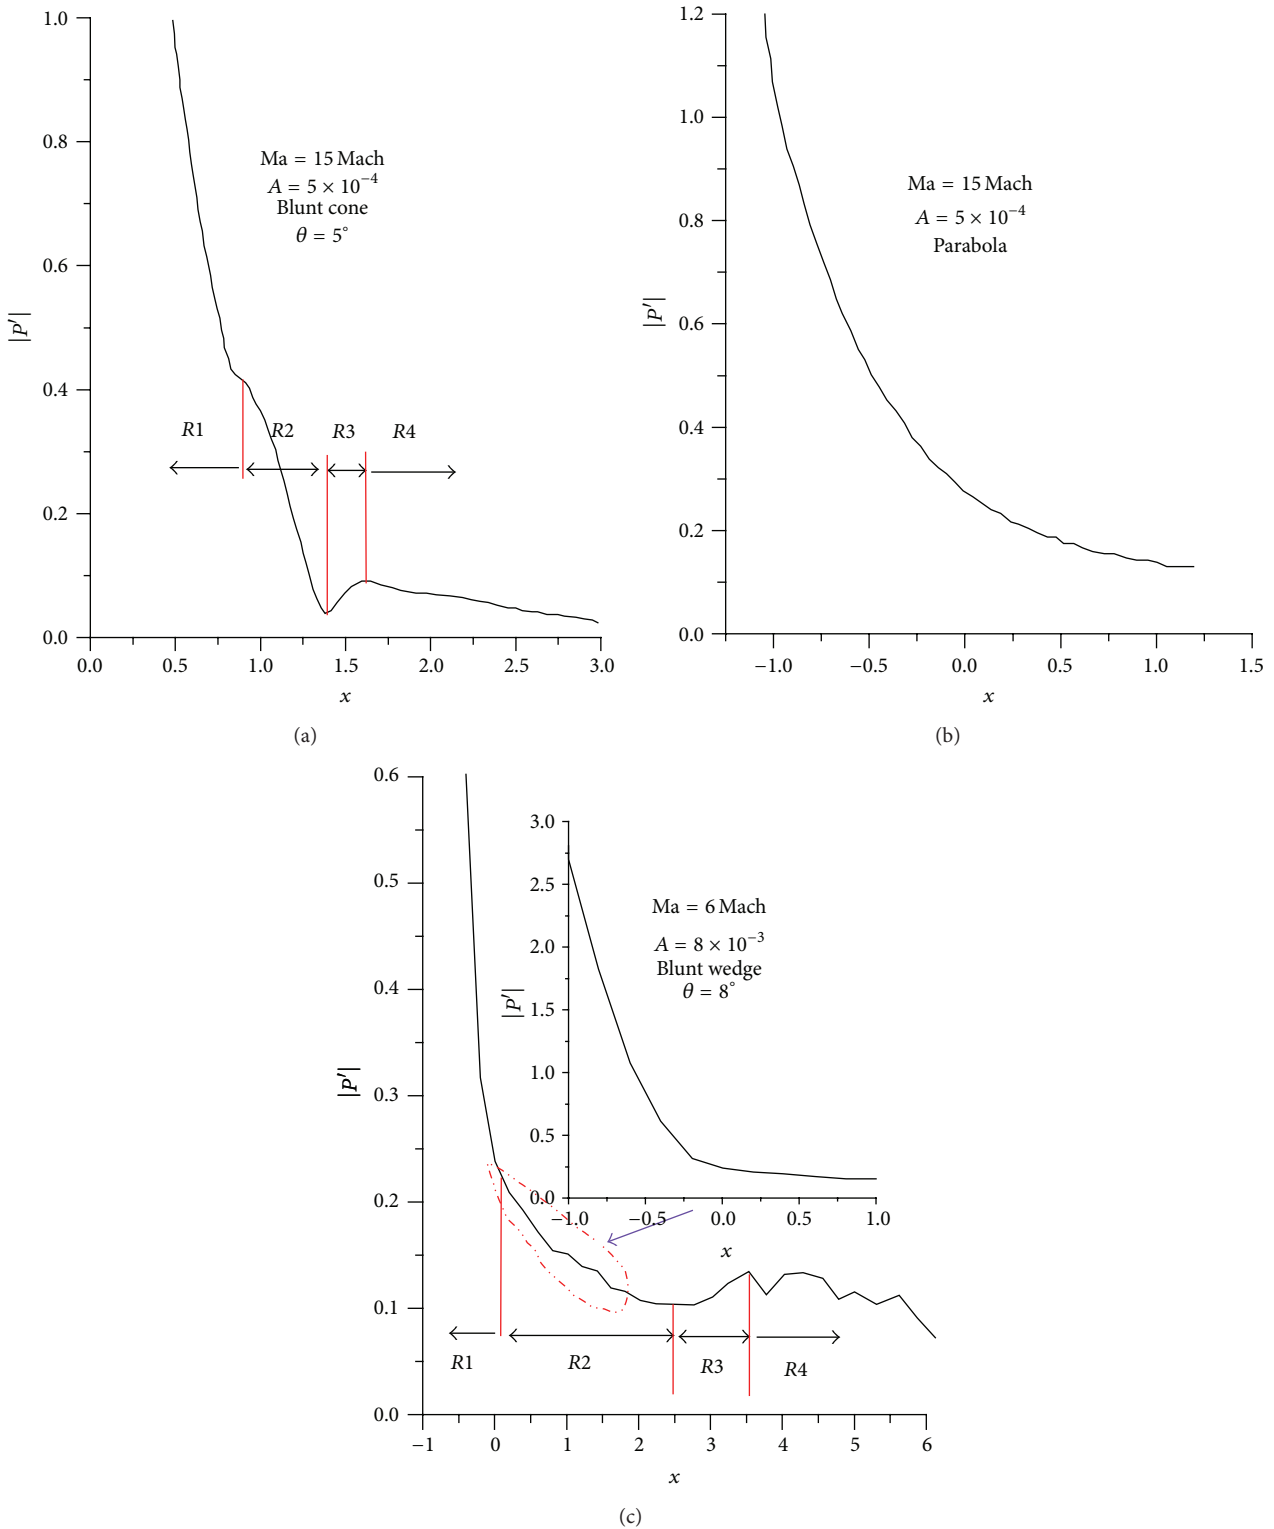 1.0
0.8
0.6
0.4
0.2
0.0
|P′|
Ma = 15 Mach
A = 5 × 10⁻⁴
Blunt cone
θ = 5°
R1 R2 R3 R4
0.0 0.5 1.0 1.5 2.0 2.5 3.0
x
(a)
1.2
1.0
0.8
0.6
0.4
0.2
0.0
|P′|
Ma = 15 Mach
A = 5 × 10⁻⁴
Parabola
−1.0 −0.5 0.0 0.5 1.0 1.5
x
(b)
0.6
0.5
0.4
0.3
0.2
0.1
0.0
|P′|
3.0
2.5
2.0
1.5
1.0
0.5
0.0
|P′|
−1.0 −0.5 0.0 0.5 1.0
x
Ma = 6 Mach
A = 8 × 10⁻³
Blunt wedge
θ = 8°
R1 R2 R3 R4
−1 0 1 2 3 4 5 6
x
(c)